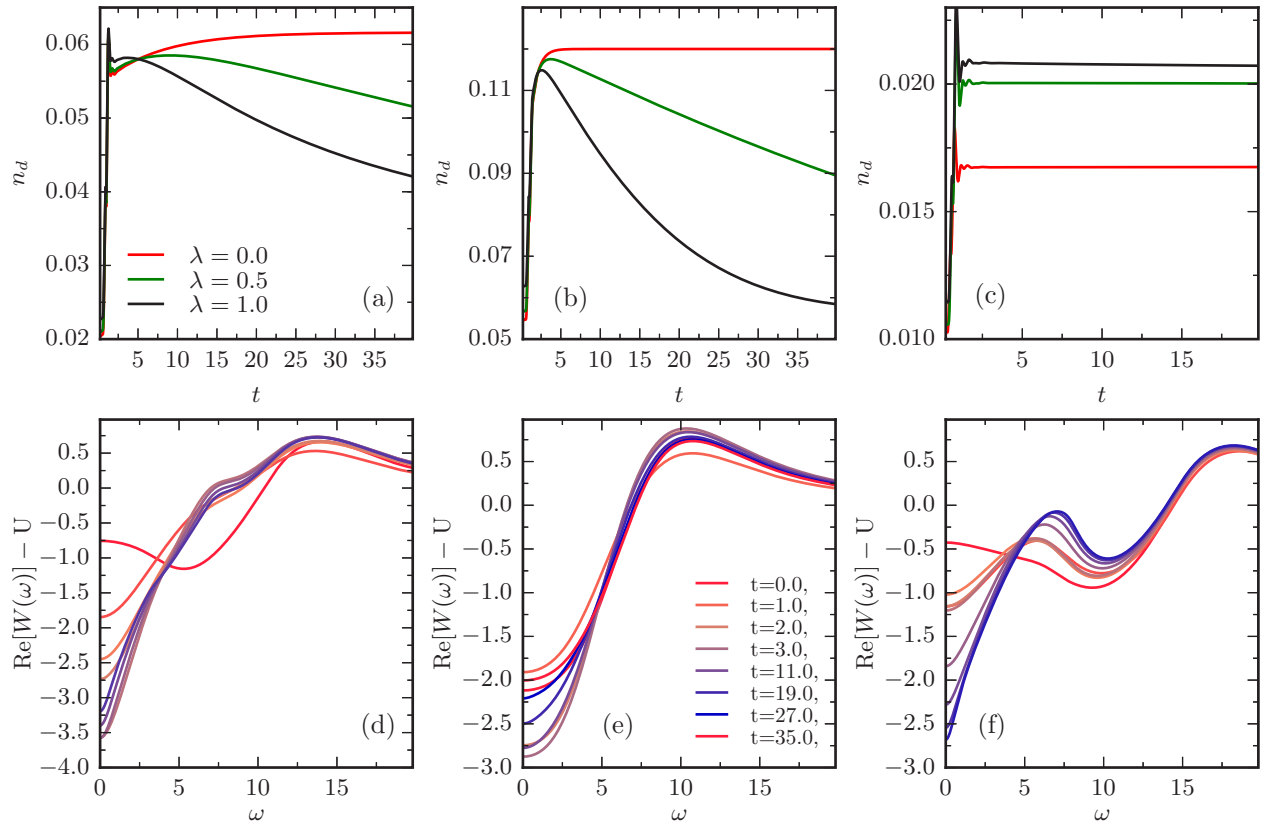 0.06
0.05
0.04
0.03
0.02
n_d
λ = 0.0
λ = 0.5
λ = 1.0
(a)
5 10 15 20 25 30 35
t
0.11
0.09
0.07
0.05
n_d
(b)
5 10 15 20 25 30 35
t
0.020
0.015
0.010
n_d
(c)
5 10 15
t
0.5
0.0
−0.5
−1.0
−1.5
−2.0
−2.5
−3.0
−3.5
−4.0
Re[W(ω)] − U
(d)
0 5 10 15
ω
0.5
0.0
−0.5
−1.0
−1.5
−2.0
−2.5
−3.0
Re[W(ω)] − U
t=0.0,
t=1.0,
t=2.0,
t=3.0,
t=11.0,
t=19.0,
t=27.0,
t=35.0,
(e)
0 5 10 15
ω
0.5
0.0
−0.5
−1.0
−1.5
−2.0
−2.5
−3.0
Re[W(ω)] − U
(f)
0 5 10 15
ω